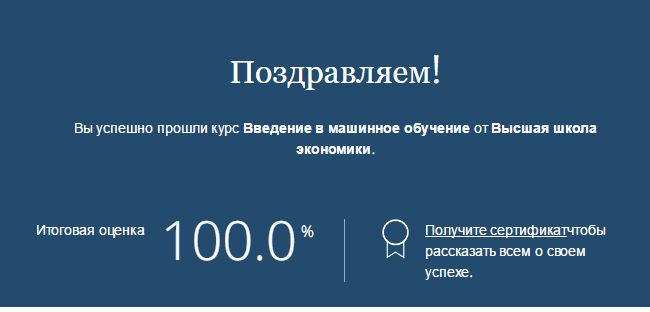 Поздравляем!
Вы успешно прошли курс Введение в машинное обучение от Высшая школа
экономики.
Итоговая оценка 100.0 %
Получите сертификатчтобы
рассказать всем о своем
успехе.